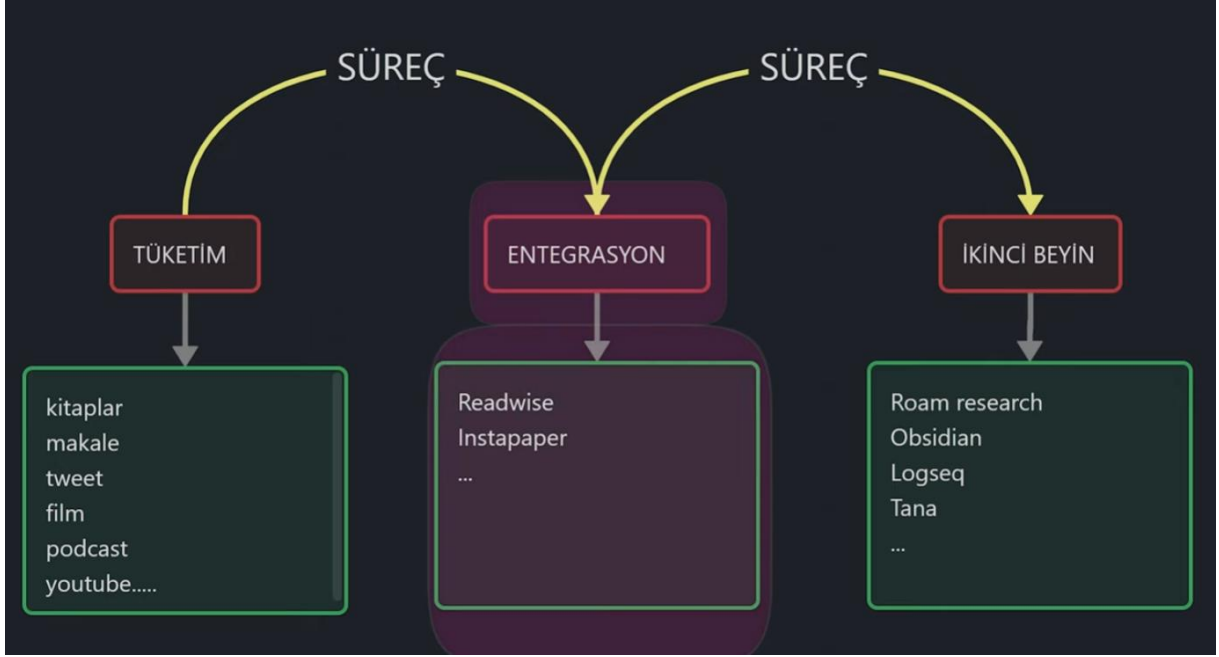 SÜREÇ
SÜREÇ
TÜKETİM
ENTEGRASYON
İKİNCİ BEYİN
kitaplar
makale
tweet
film
podcast
youtube.....
Readwise
Instapaper
...
Roam research
Obsidian
Logseq
Tana
...